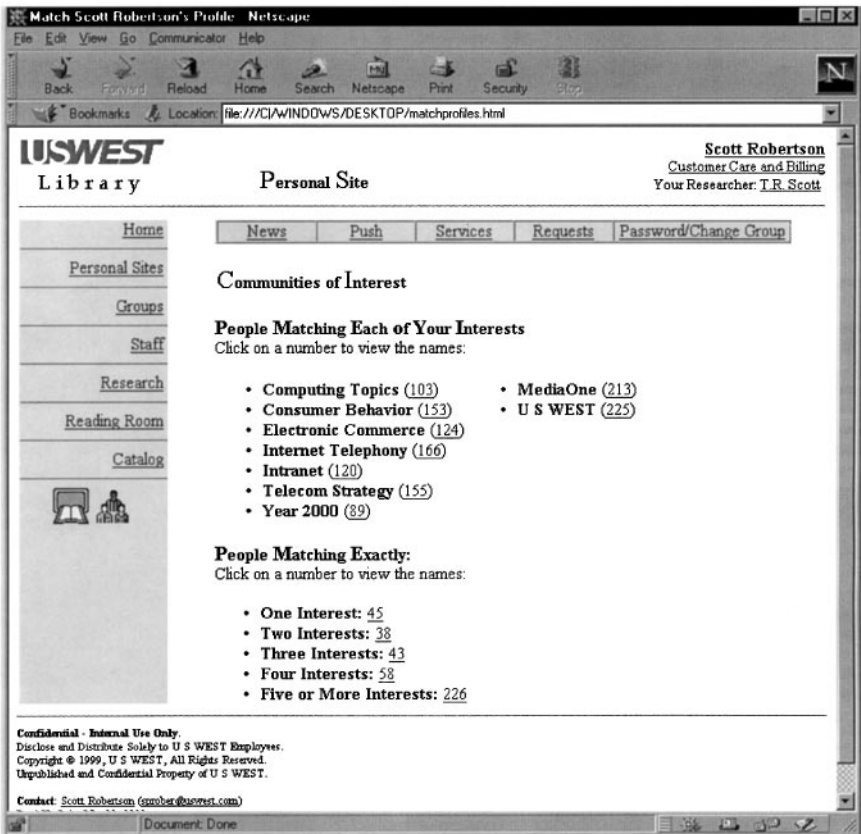 Match Scott Robertson's Profile - Netscape
File Edit View Go Communicator Help
Back Forward Reload Home Search Netscape Print Security Stop
N
Bookmarks Location: file:///C|/WINDOWS/DESKTOP/matchprofiles.html
USWEST
Library
Personal Site
Scott Robertson
Customer Care and Billing
Your Researcher: T.R. Scott
Home
Personal Sites
Groups
Staff
Research
Reading Room
Catalog
News Push Services Requests Password/Change Group
Communities of Interest
People Matching Each of Your Interests
Click on a number to view the names:
• Computing Topics (103)
• Consumer Behavior (153)
• Electronic Commerce (124)
• Internet Telephony (166)
• Intranet (120)
• Telecom Strategy (155)
• Year 2000 (89)
• MediaOne (213)
• U S WEST (225)
People Matching Exactly:
Click on a number to view the names:
• One Interest: 45
• Two Interests: 38
• Three Interests: 43
• Four Interests: 58
• Five or More Interests: 226
Confidential - Internal Use Only.
Disclose and Distribute Solely to U S WEST Employees.
Copyright © 1999, U S WEST, All Rights Reserved.
Unpublished and Confidential Property of U S WEST.
Contact: Scott Robertson (sprober@uswest.com)
Document: Done